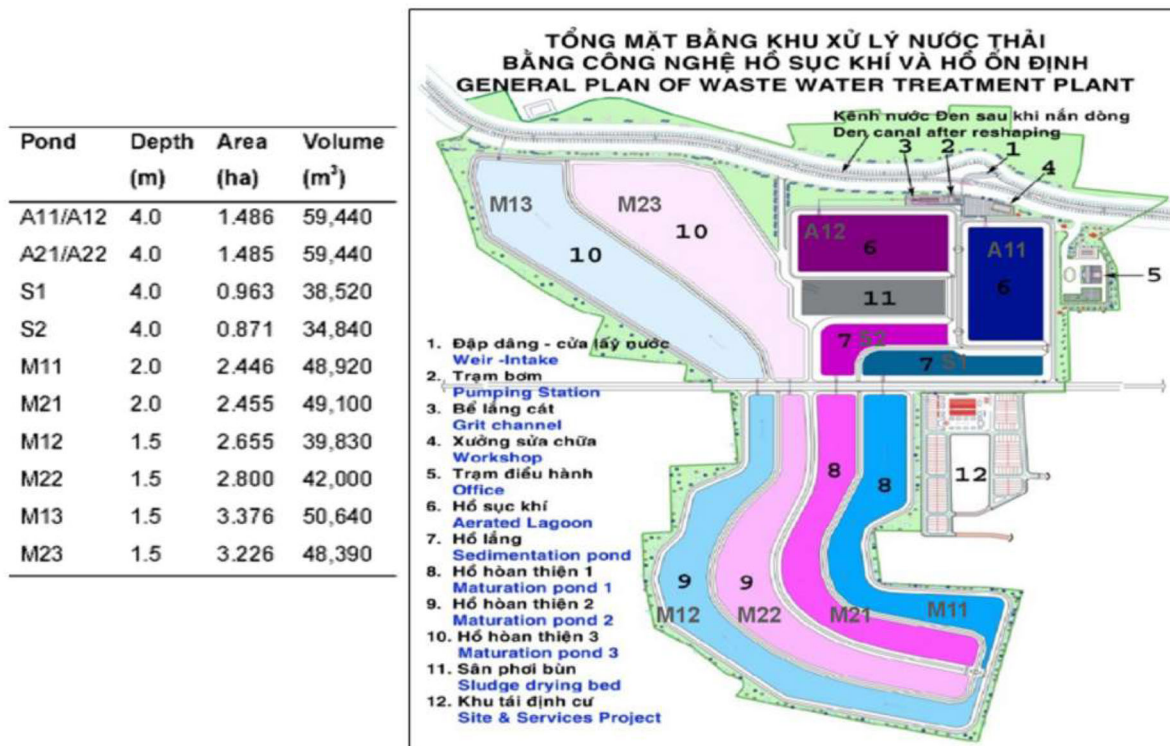 Pond Depth Area Volume
(m) (ha) (m³)
A11/A12 4.0 1.486 59,440
A21/A22 4.0 1.485 59,440
S1 4.0 0.963 38,520
S2 4.0 0.871 34,840
M11 2.0 2.446 48,920
M21 2.0 2.455 49,100
M12 1.5 2.655 39,830
M22 1.5 2.800 42,000
M13 1.5 3.376 50,640
M23 1.5 3.226 48,390
TỔNG MẶT BẰNG KHU XỬ LÝ NƯỚC THẢI
BẰNG CÔNG NGHỆ HỒ SỤC KHÍ VÀ HỒ ỔN ĐỊNH
GENERAL PLAN OF WASTE WATER TREATMENT PLANT
Kênh nước Đen sau khi nắn dòng
Den canal after reshaping
3 2 1
4
M13 M23
10 10
A12 A11
6 6
5
11
7 S2
7 S1
1. Đập dâng - cửa lấy nước
Weir -Intake
2. Trạm bơm
Pumping Station
3. Bể lắng cát
Grit channel
4. Xưởng sửa chữa
Workshop
5. Trạm điều hành
Office
6. Hồ sục khí
Aerated Lagoon
7. Hồ lắng
Sedimentation pond
8. Hồ hòan thiện 1
Maturation pond 1
9. Hồ hòan thiện 2
Maturation pond 2
10. Hồ hòan thiện 3
Maturation pond 3
11. Sân phơi bùn
Sludge drying bed
12. Khu tái định cư
Site & Services Project
8 8 12
9 9
M12 M22 M21 M11